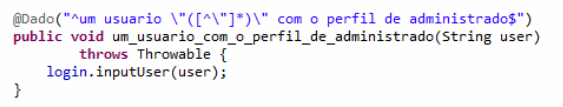 @Dado("^um usuario \"([^\"]*)\" com o perfil de administrado$")
public void um_usuario_com_o_perfil_de_administrado(String user)
throws Throwable {
login.inputUser(user);
}